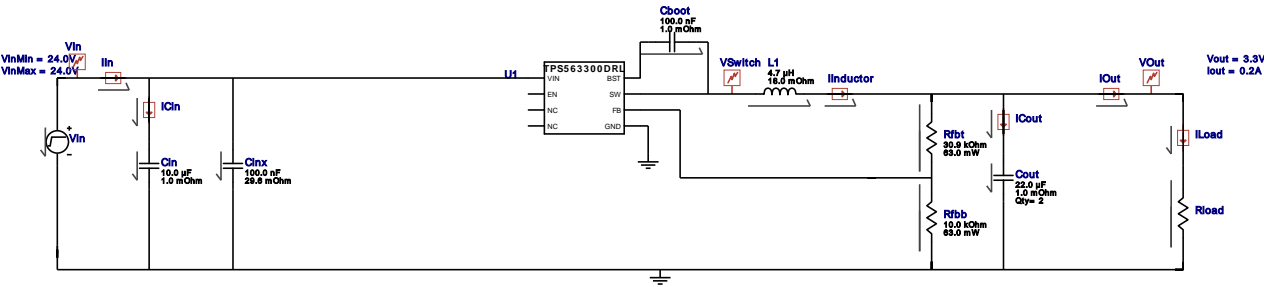 Cboot
100.0 nF
1.0 mOhm
Vin
VinMin = 24.0V
VinMax = 24.0V
Iin
U1
TPS563300DRL
VIN
BST
EN
SW
NC
FB
NC
GND
VSwitch
L1
4.7 µH
16.0 mOhm
IInductor
IOut
VOut
Vout = 3.3V
Iout = 0.2A
ICin
Vin
+
-
Cin
10.0 µF
1.0 mOhm
Cinx
100.0 nF
29.6 mOhm
Rfbt
30.9 kOhm
63.0 mW
ICout
Cout
22.0 µF
1.0 mOhm
Qty= 2
ILoad
Rfbb
10.0 kOhm
63.0 mW
Rload